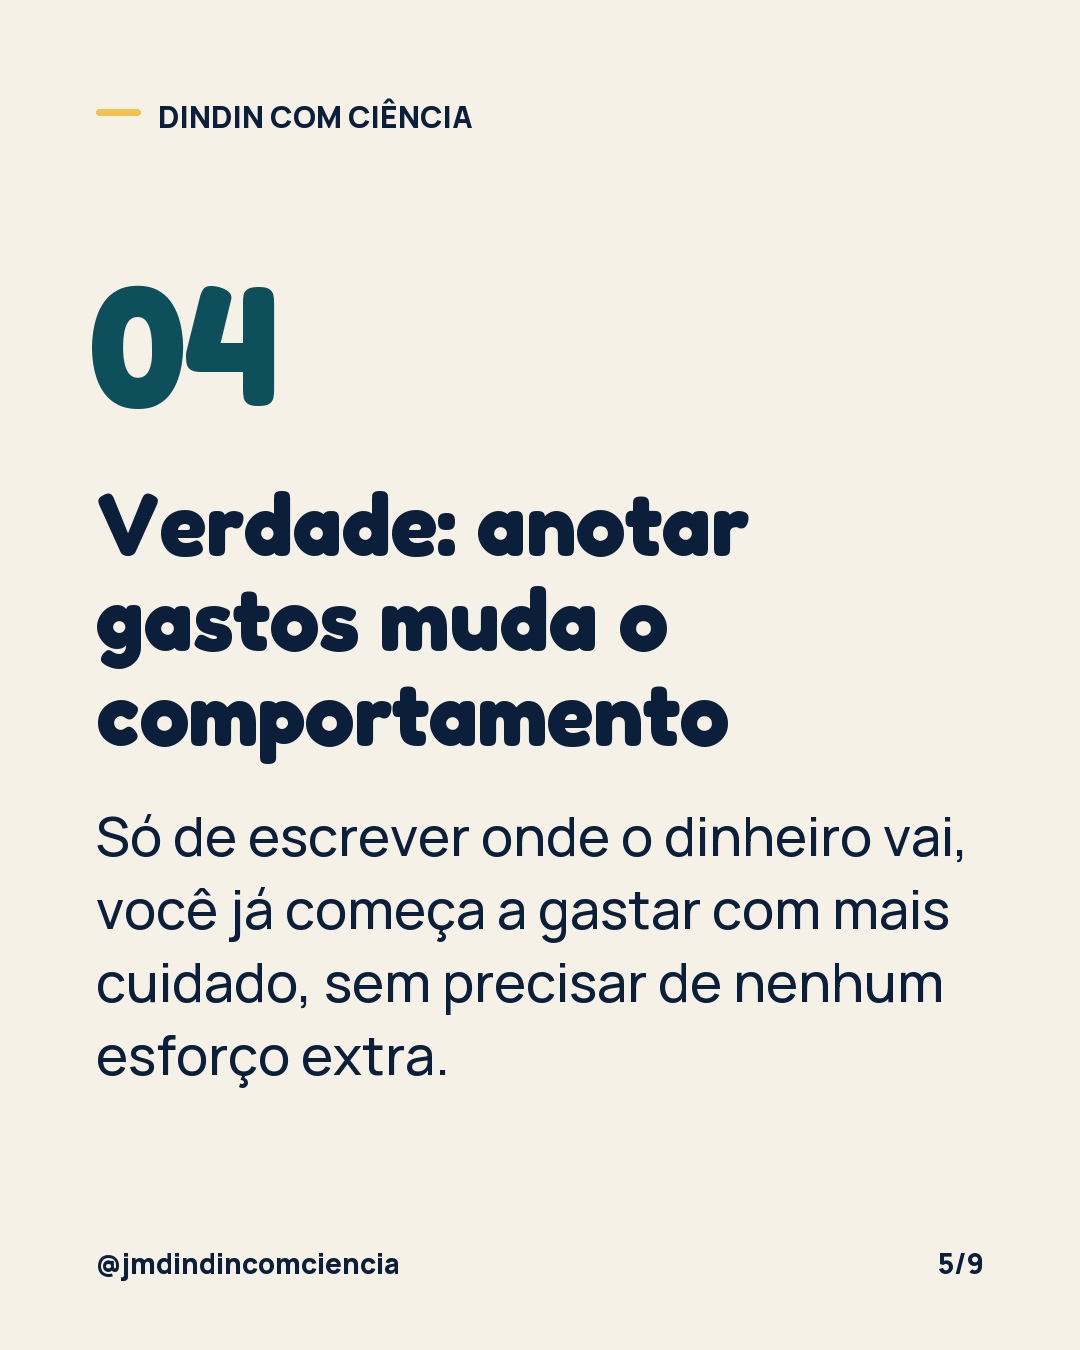 DINDIN COM CIÊNCIA
04
Verdade: anotar
gastos muda o
comportamento
Só de escrever onde o dinheiro vai,
você já começa a gastar com mais
cuidado, sem precisar de nenhum
esforço extra.
@jmdindincomciencia
5/9